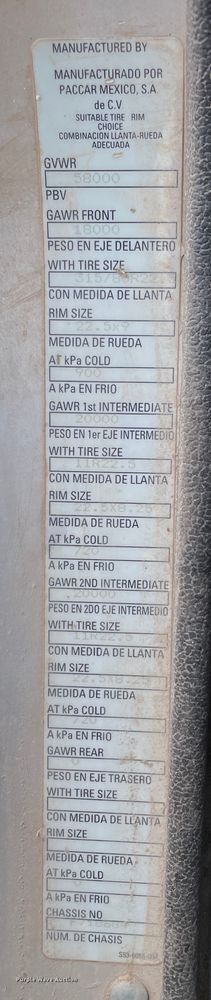 MANUFACTURED BY
MANUFACTURADO POR
PACCAR MEXICO, S.A
de C.V
SUITABLE TIRE RIM
CHOICE
COMBINACION LLANTA-RUEDA
ADECUADA
GVWR
58000
PBV
GAWR FRONT
18000
PESO EN EJE DELANTERO
WITH TIRE SIZE
CON MEDIDA DE LLANTA
RIM SIZE
22.5x9
MEDIDA DE RUEDA
AT kPa COLD
900
A kPa EN FRIO
GAWR 1st INTERMEDIATE
20000
PESO EN 1er EJE INTERMEDIO
WITH TIRE SIZE
11R22.5
CON MEDIDA DE LLANTA
RIM SIZE
22.5x8.25
MEDIDA DE RUEDA
AT kPa COLD
720
A kPa EN FRIO
GAWR 2ND INTERMEDIATE
20000
PESO EN 2DO EJE INTERMEDIO
WITH TIRE SIZE
11R22.5
CON MEDIDA DE LLANTA
RIM SIZE
22.5x8.25
MEDIDA DE RUEDA
AT kPa COLD
720
A kPa EN FRIO
GAWR REAR
0
PESO EN EJE TRASERO
WITH TIRE SIZE
CON MEDIDA DE LLANTA
RIM SIZE
MEDIDA DE RUEDA
AT kPa COLD
A kPa EN FRIO
CHASSIS NO
NUM. DE CHASIS
Purple Wave Auction